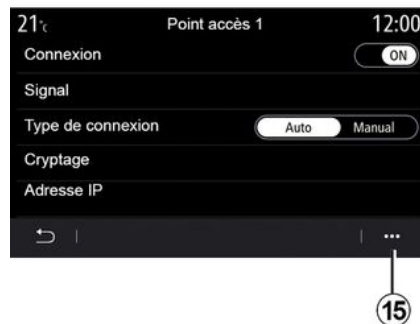 21°c Point accès 1 12:00
Connexion ON
Signal
Type de connexion Auto Manual
Cryptage
Adresse IP
15